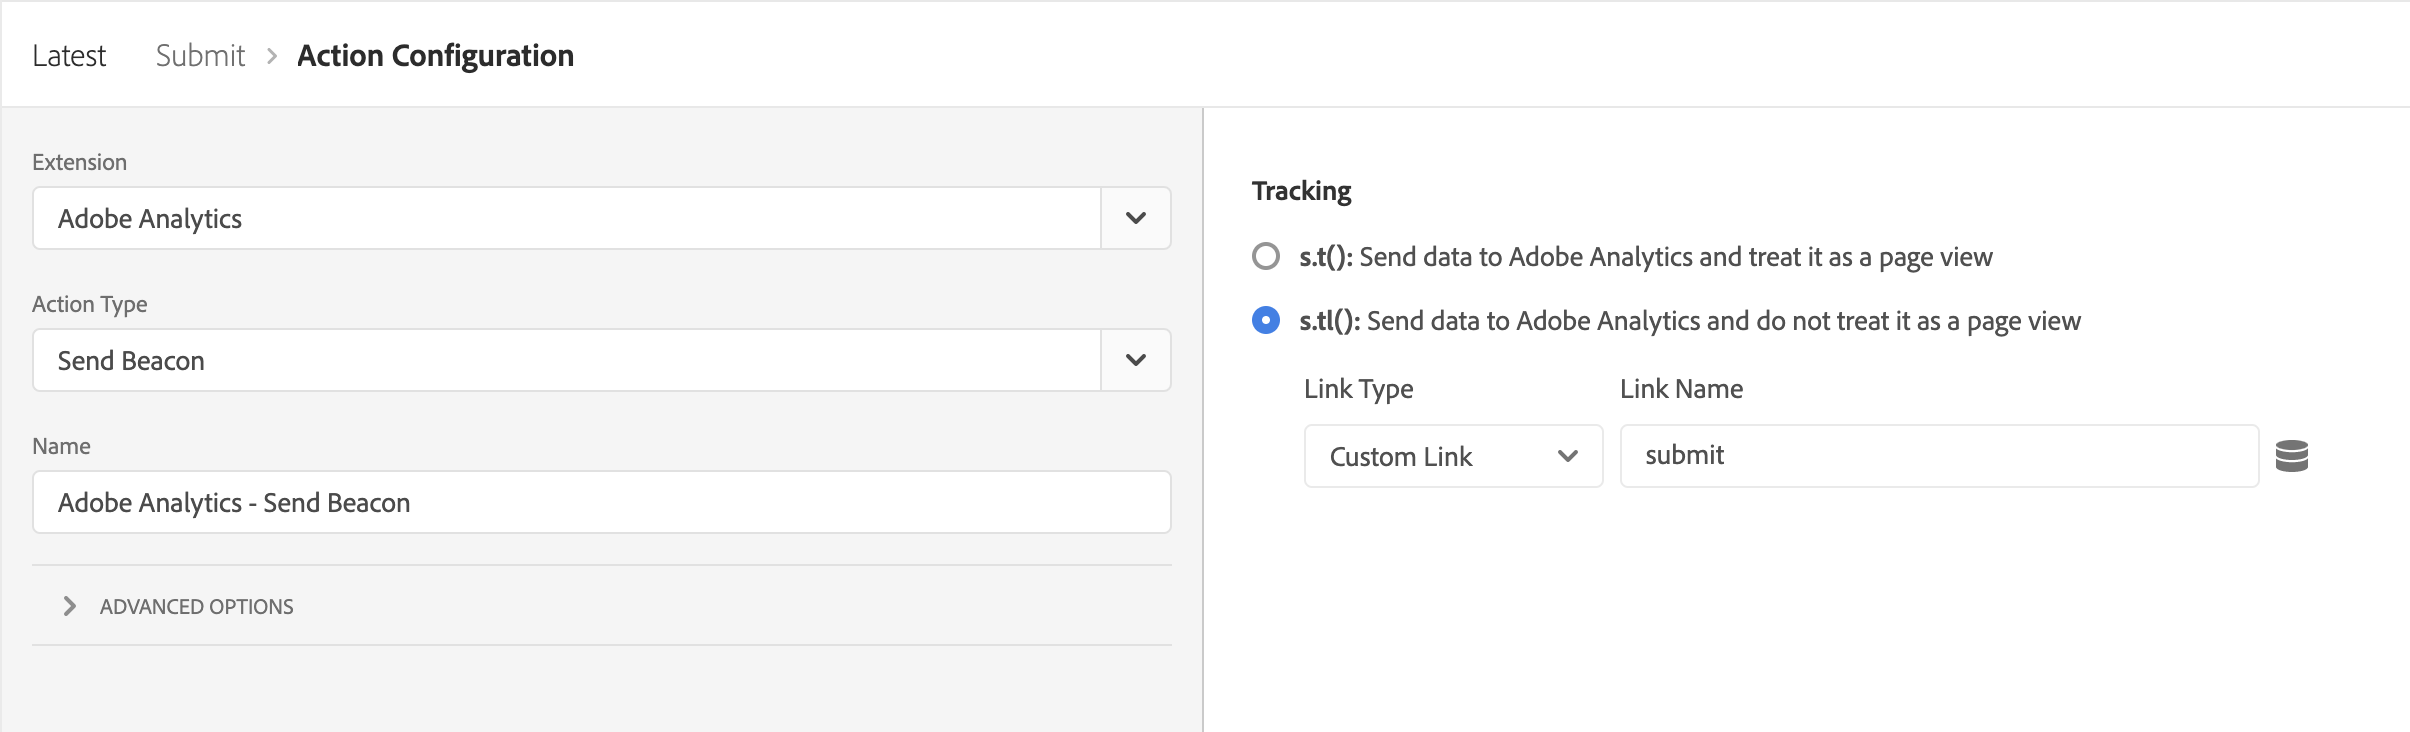 Latest Submit > Action Configuration
Extension
Adobe Analytics
Action Type
Send Beacon
Name
Adobe Analytics - Send Beacon
ADVANCED OPTIONS
Tracking
s.t(): Send data to Adobe Analytics and treat it as a page view
s.tl(): Send data to Adobe Analytics and do not treat it as a page view
Link Type Link Name
Custom Link submit